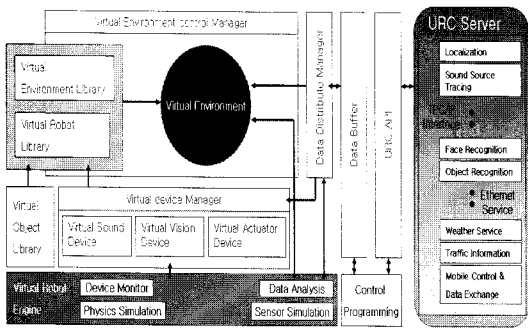 Virtual Environment control Manager
Virtual
Environment Library
Virtual Robot
Library
Virtual Environment
Data Distribute Manager
Data Buffer
URC API
URC Server
Localization
Sound Source
Tracing
Interface
Face Recognition
Object Recognition
Ethernet
Service
Weather Service
Traffic Information
Mobile Control &
Data Exchange
Virtual
Object
Library
Virtual device Manager
Virtual Sound
Device
Virtual Vision
Device
Virtual Actuator
Device
Virtual Robot
Engine
Device Monitor
Physics Simulation
Data Analysis
Sensor Simulation
Control
Programming